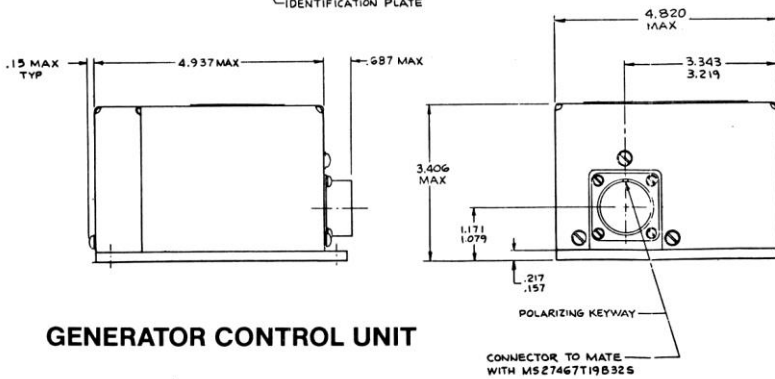 IDENTIFICATION PLATE
4.820
MAX
.15 MAX
TYP
4.937 MAX
.687 MAX
3.343
3.219
3.406
MAX
1.171
1.079
.217
.157
POLARIZING KEYWAY
GENERATOR CONTROL UNIT
CONNECTOR TO MATE
WITH MS27467T19B32S